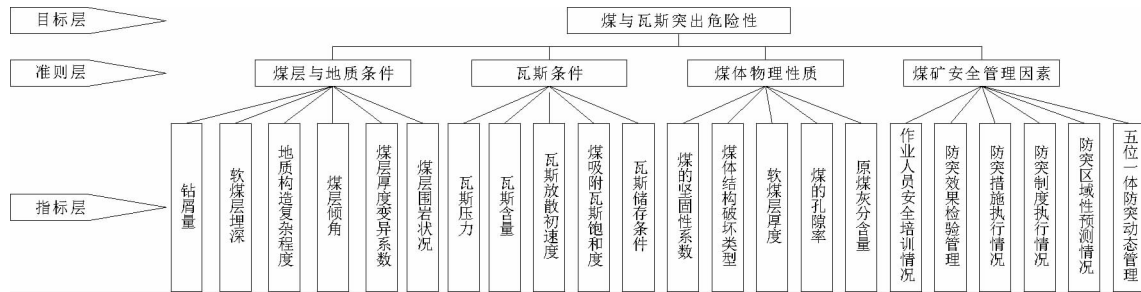 目标层
煤与瓦斯突出危险性
准则层
煤层与地质条件
瓦斯条件
煤体物理性质
煤矿安全管理因素
指标层
钻屑量
软煤层埋深
地质构造复杂程度
煤层倾角
煤层厚度变异系数
煤层围岩状况
瓦斯压力
瓦斯含量
瓦斯放散初速度
煤吸附瓦斯饱和度
瓦斯储存条件
煤的坚固性系数
煤体结构破坏类型
软煤层厚度
煤的孔隙率
原煤灰分含量
作业人员安全培训情况
防突效果检验管理
防突措施执行情况
防突制度执行情况
防突区域性预测情况
五位一体防突动态管理